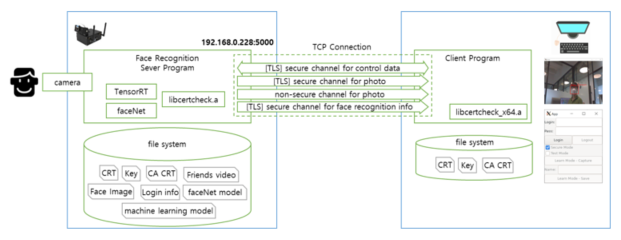 192.168.0.228:5000
TCP Connection
Face Recognition
Sever Program
Client Program
camera
TensorRT
faceNet
libcertcheck.a
[TLS] secure channel for control data
[TLS] secure channel for photo
non-secure channel for photo
[TLS] secure channel for face recognition info
libcertcheck_x64.a
file system
CRT
Key
CA CRT
Friends video
Face Image
Login info
faceNet model
machine learning model
file system
CRT
Key
CA CRT
Login
Logout